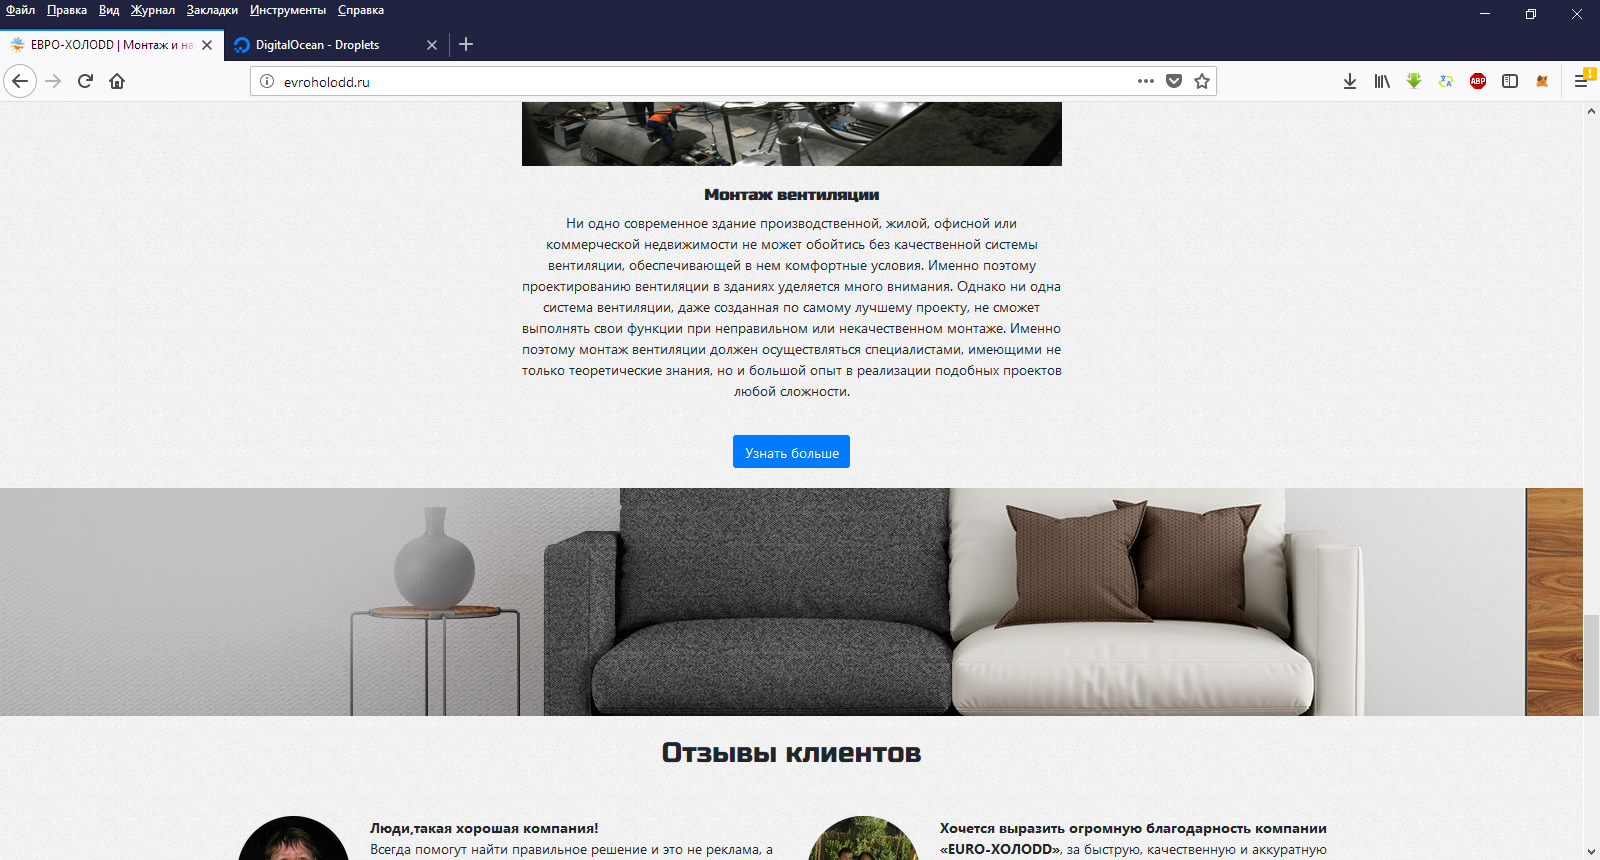 Файл Правка Вид Журнал Закладки Инструменты Справка
ЕВРО-ХОЛОDD | Монтаж и на
DigitalOcean - Droplets
evroholodd.ru
ABP
Монтаж вентиляции
Ни одно современное здание производственной, жилой, офисной или
коммерческой недвижимости не может обойтись без качественной системы
вентиляции, обеспечивающей в нем комфортные условия. Именно поэтому
проектированию вентиляции в зданиях уделяется много внимания. Однако ни одна
система вентиляции, даже созданная по самому лучшему проекту, не сможет
выполнять свои функции при неправильном или некачественном монтаже. Именно
поэтому монтаж вентиляции должен осуществляться специалистами, имеющими не
только теоретические знания, но и большой опыт в реализации подобных проектов
любой сложности.
Узнать больше
Отзывы клиентов
Люди,такая хорошая компания!
Всегда помогут найти правильное решение и это не реклама, а
Хочется выразить огромную благодарность компании
«EURO-ХОЛОDD», за быструю, качественную и аккуратную